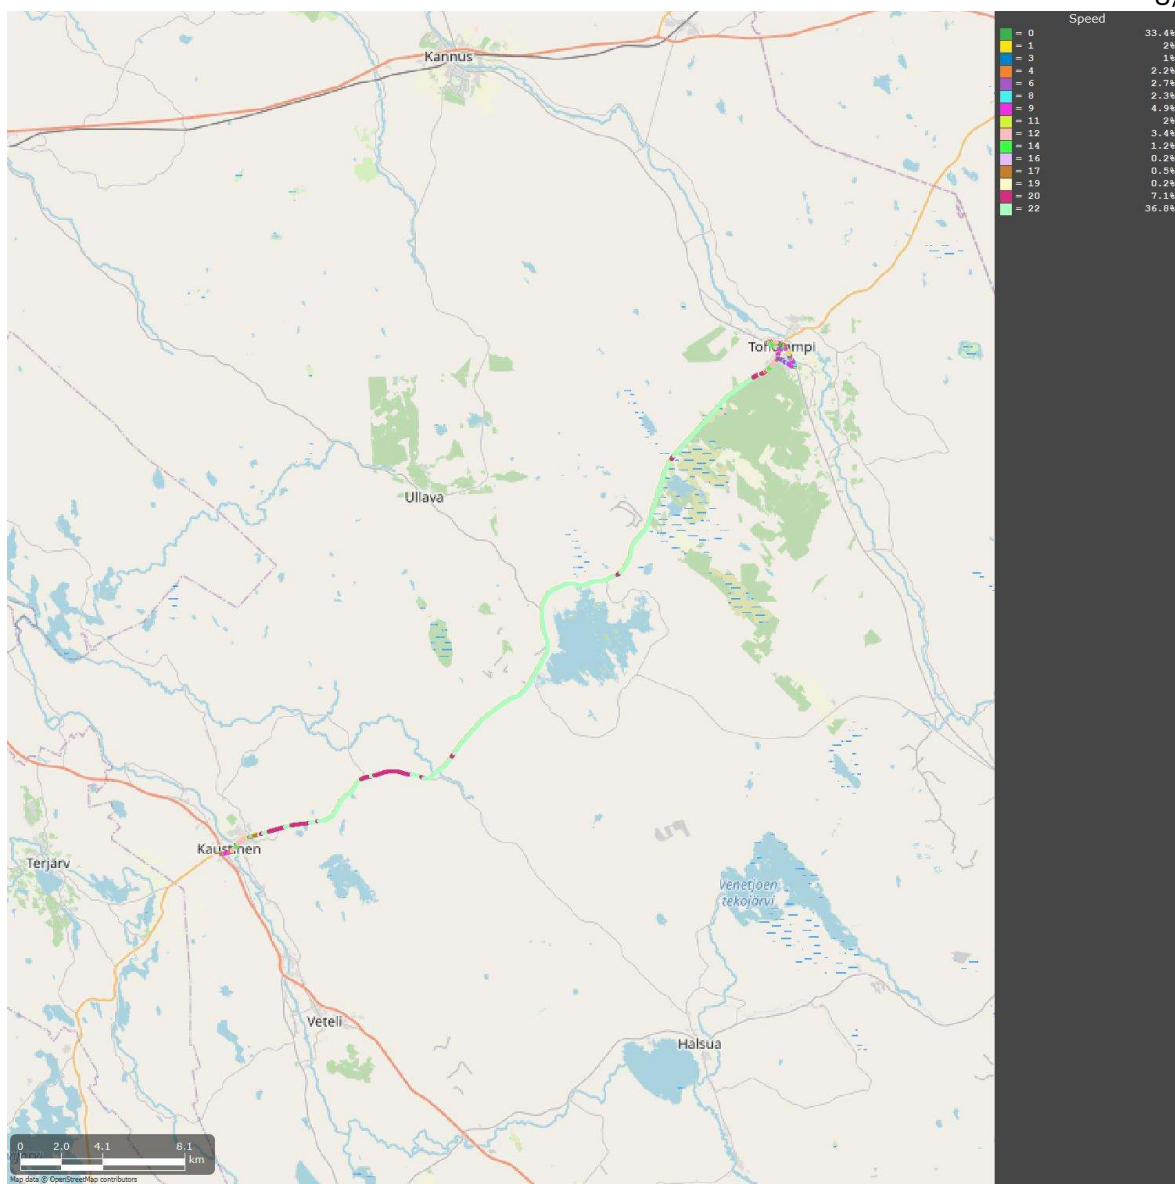 Speed
= 0 33.4%
= 1 2%
= 3 1%
= 4 2.2%
= 6 2.7%
= 8 2.3%
= 9 4.9%
= 11 2%
= 12 3.4%
= 14 1.2%
= 16 0.2%
= 17 0.5%
= 19 0.2%
= 20 7.1%
= 22 36.8%
Kannus
Ullava
Kaustinen
Terjärv
Venetjoen
tekojärvi
Veteli
Halsua
0 2.0 4.1 8.1
km
Map data © OpenStreetMap contributors